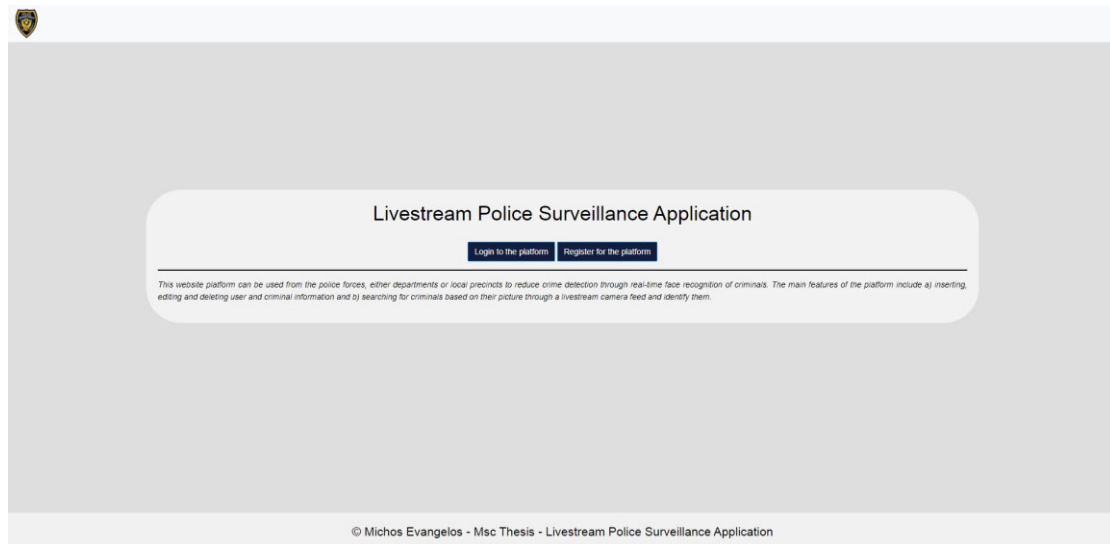 Livestream Police Surveillance Application
Login to the platform Register for the platform
This website platform can be used from the police forces, either departments or local precincts to reduce crime detection through real-time face recognition of criminals. The main features of the platform include a) inserting,
editing and deleting user and criminal information and b) searching for criminals based on their picture through a livestream camera feed and identify them.
© Michos Evangelos - Msc Thesis - Livestream Police Surveillance Application